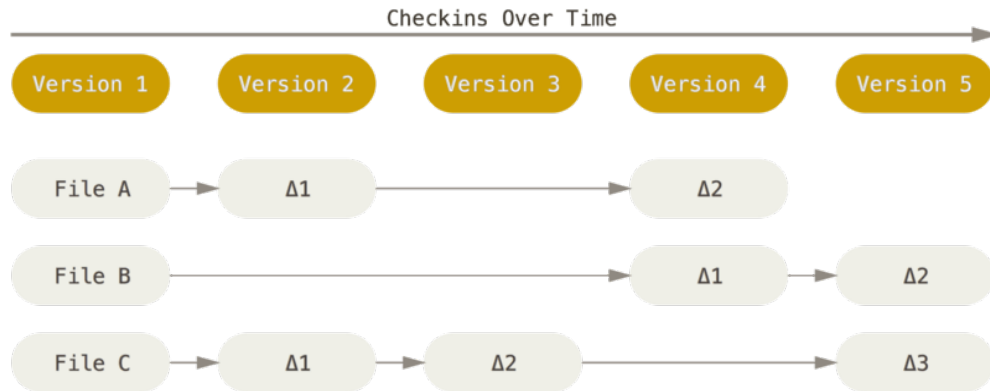 Checkins Over Time
Version 1 Version 2 Version 3 Version 4 Version 5
File A Δ1 Δ2
File B Δ1 Δ2
File C Δ1 Δ2 Δ3